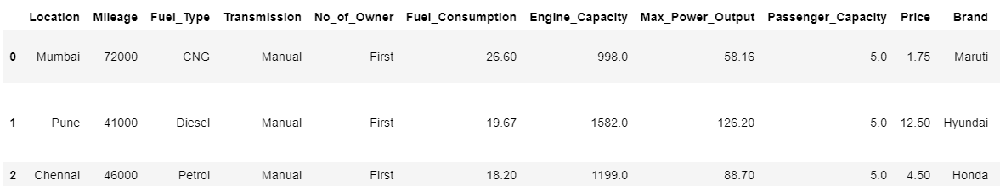 Location Mileage Fuel_Type Transmission No_of_Owner Fuel_Consumption Engine_Capacity Max_Power_Output Passenger_Capacity Price Brand
0 Mumbai 72000 CNG Manual First 26.60 998.0 58.16 5.0 1.75 Maruti
1 Pune 41000 Diesel Manual First 19.67 1582.0 126.20 5.0 12.50 Hyundai
2 Chennai 46000 Petrol Manual First 18.20 1199.0 88.70 5.0 4.50 Honda